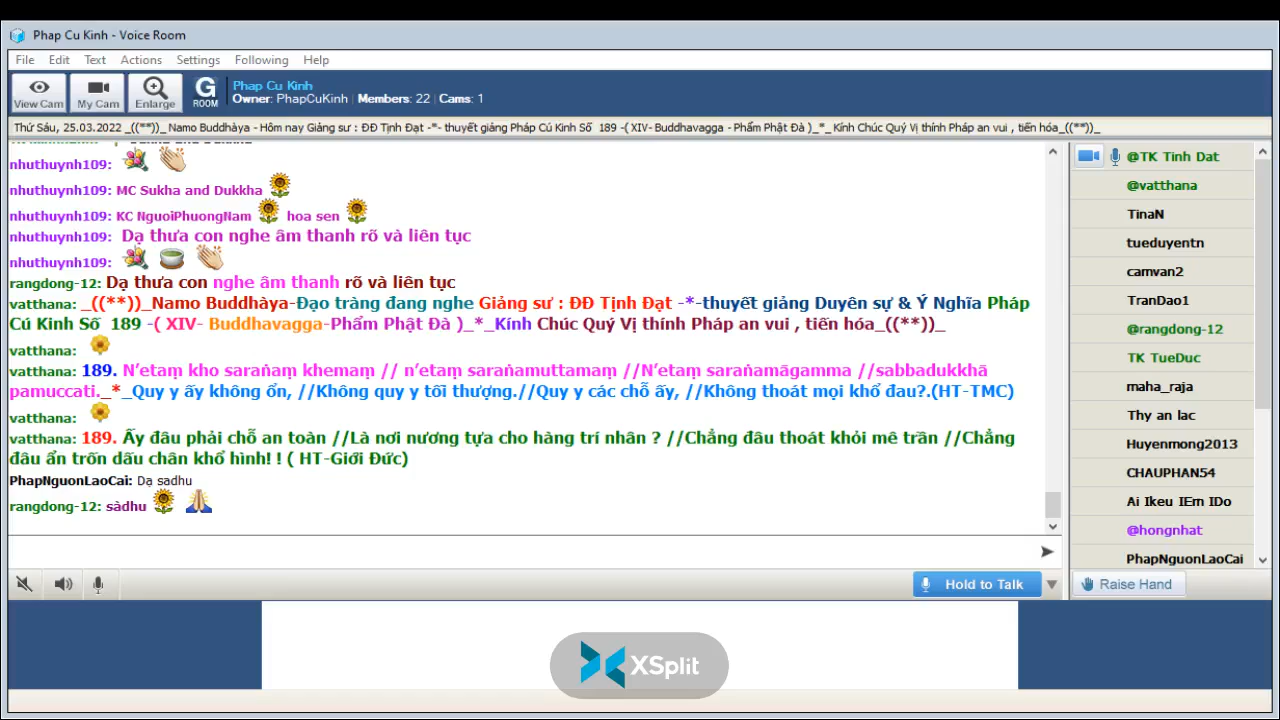 Phap Cu Kinh - Voice Room
File Edit Text Actions Settings Following Help
View Cam My Cam Enlarge G ROOM
Phap Cu Kinh
Owner: PhapCuKinh | Members: 22 | Cams: 1
Thứ Sáu, 25.03.2022 _((**))_ Namo Buddhàya - Hôm nay Giảng sư : ĐĐ Tịnh Đạt -*- thuyết giảng Pháp Cú Kinh Số 189 -( XIV- Buddhavagga - Phẩm Phật Đà )_*_ Kính Chúc Quý Vị thính Pháp an vui , tiến hóa_((**))_
nhuthuynh109:
nhuthuynh109: MC Sukha and Dukkha
nhuthuynh109: KC NguoiPhuongNam hoa sen
nhuthuynh109: Dạ thưa con nghe âm thanh rõ và liên tục
nhuthuynh109:
rangdong-12: Dạ thưa con nghe âm thanh rõ và liên tục
vatthana: _((**))_Namo Buddhàya-Đạo tràng đang nghe Giảng sư : ĐĐ Tịnh Đạt -*-thuyết giảng Duyên sự & Ý Nghĩa Pháp
Cú Kinh Số 189 -( XIV- Buddhavagga-Phẩm Phật Đà )_*_Kính Chúc Quý Vị thính Pháp an vui , tiến hóa_((**))_
vatthana:
vatthana: 189. N’etaṃ kho saraṅaṃ khemaṃ // n’etaṃ saraṅamuttamaṃ //N’etaṃ saraṅamāgamma //sabbadukkhā
pamuccati._*_Quy y ấy không ổn, //Không quy y tối thượng.//Quy y các chỗ ấy, //Không thoát mọi khổ đau?.(HT-TMC)
vatthana:
vatthana: 189. Ấy đâu phải chỗ an toàn //Là nơi nương tựa cho hàng trí nhân ? //Chẳng đâu thoát khỏi mê trần //Chẳng
đâu ẩn trốn dấu chân khổ hình! ! ( HT-Giới Đức)
PhapNguonLaoCai: Dạ sadhu
rangdong-12: sàdhu
Hold to Talk
@TK Tinh Dat
@vatthana
TinaN
tueduyentn
camvan2
TranDao1
@rangdong-12
TK TueDuc
maha_raja
Thy an lac
Huyenmong2013
CHAUPHAN54
Ai Ikeu IEm IDo
@hongnhat
PhapNguonLaoCai
Raise Hand
XSplit